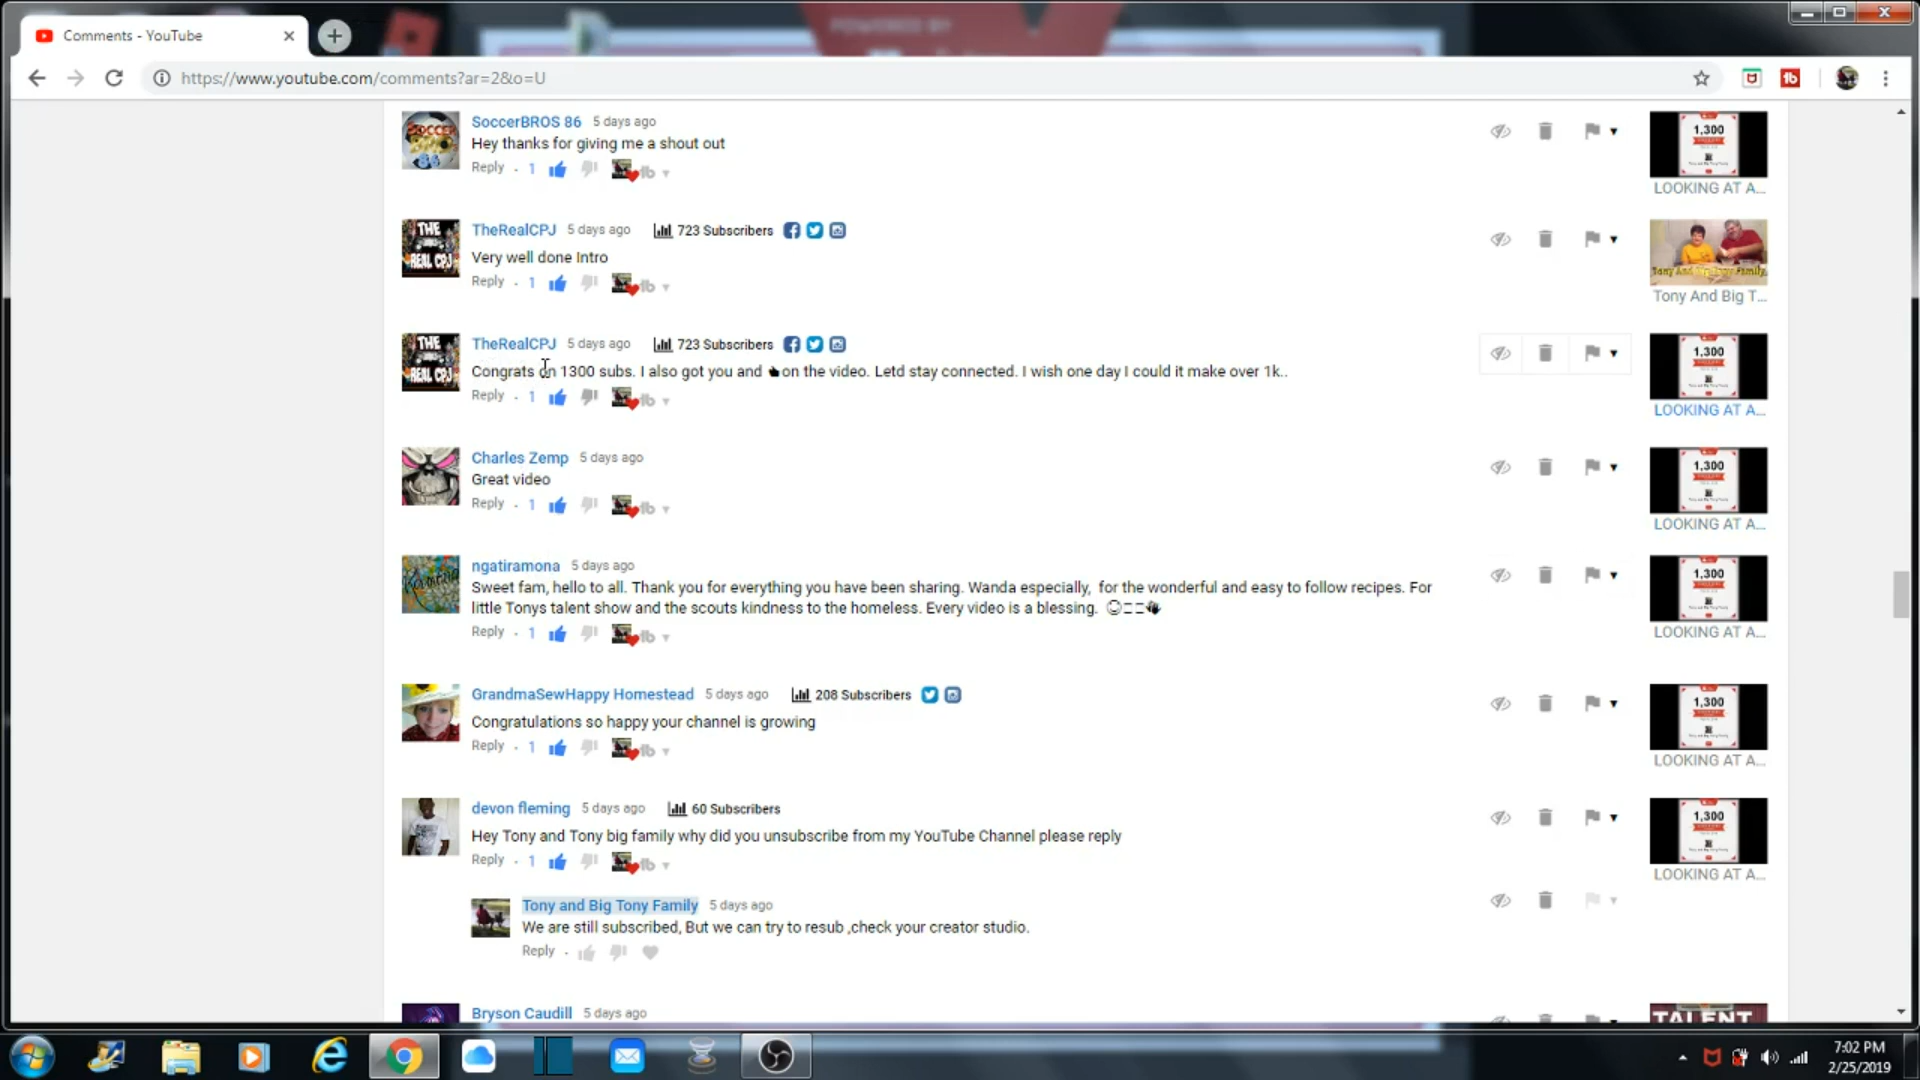 POWERED BY
Comments - YouTube
https://www.youtube.com/comments?ar=2&o=U
SoccerBROS 86 5 days ago
Hey thanks for giving me a shout out
Reply · 1
1,300
LOOKING AT A...
TheRealCPJ 5 days ago 723 Subscribers
Very well done Intro
Reply · 1
Tony And Big Tony Family
Tony And Big T...
TheRealCPJ 5 days ago 723 Subscribers
Congrats on 1300 subs. I also got you and on the video. Letd stay connected. I wish one day I could it make over 1k..
Reply · 1
1,300
LOOKING AT A...
Charles Zemp 5 days ago
Great video
Reply · 1
1,300
LOOKING AT A...
ngatiramona 5 days ago
Sweet fam, hello to all. Thank you for everything you have been sharing. Wanda especially, for the wonderful and easy to follow recipes. For
little Tonys talent show and the scouts kindness to the homeless. Every video is a blessing. ☺□□
Reply · 1
1,300
LOOKING AT A...
GrandmaSewHappy Homestead 5 days ago 208 Subscribers
Congratulations so happy your channel is growing
Reply · 1
1,300
LOOKING AT A...
devon fleming 5 days ago 60 Subscribers
Hey Tony and Tony big family why did you unsubscribe from my YouTube Channel please reply
Reply · 1
1,300
LOOKING AT A...
Tony and Big Tony Family 5 days ago
We are still subscribed, But we can try to resub ,check your creator studio.
Reply ·
Bryson Caudill 5 days ago
TALENT
7:02 PM
2/25/2019